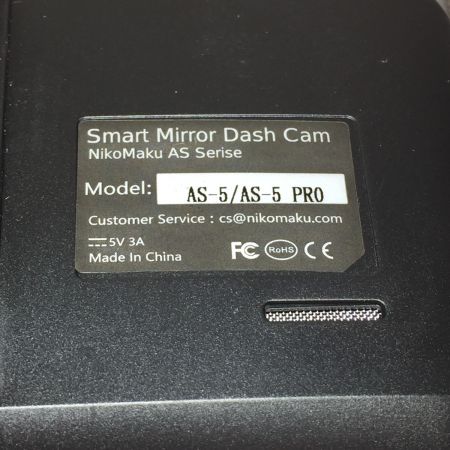 Smart Mirror Dash Cam
NikoMaku AS Serise
Model: AS-5/AS-5 PRO
Customer Service : cs@nikomaku.com
5V 3A
Made In China
FC RoHS CE